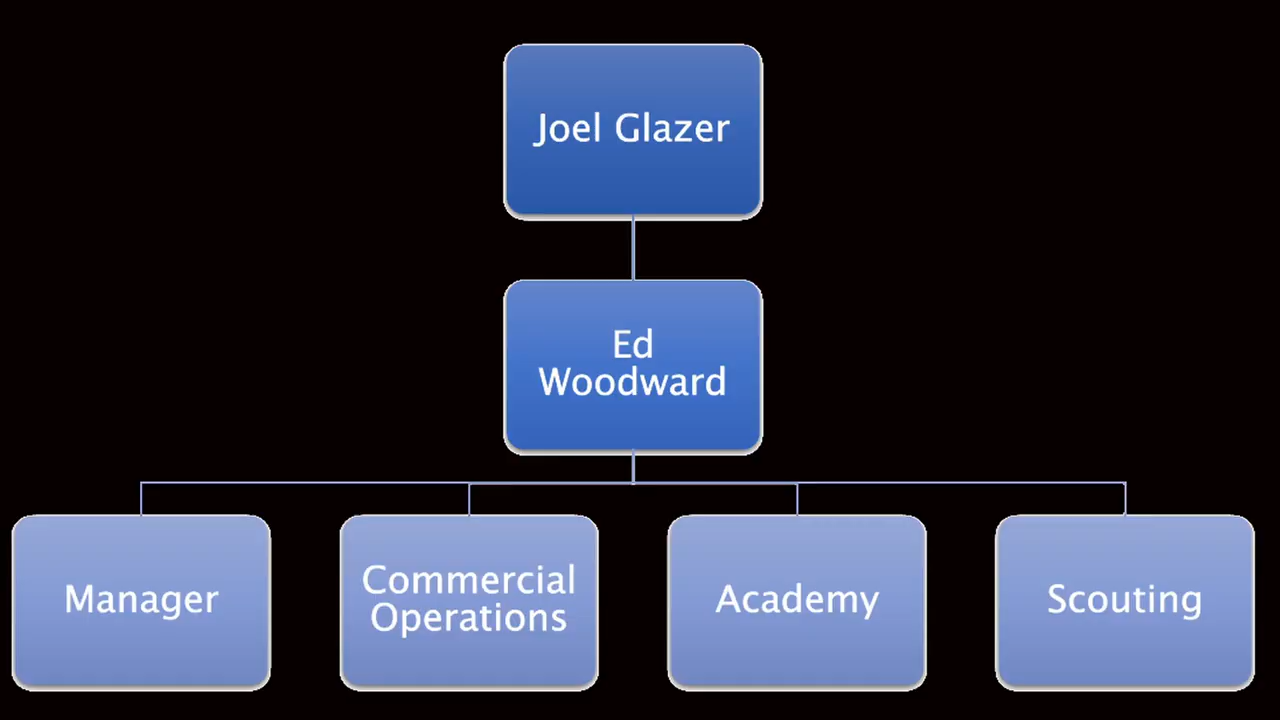 Joel Glazer
Ed
Woodward
Manager
Commercial
Operations
Academy
Scouting